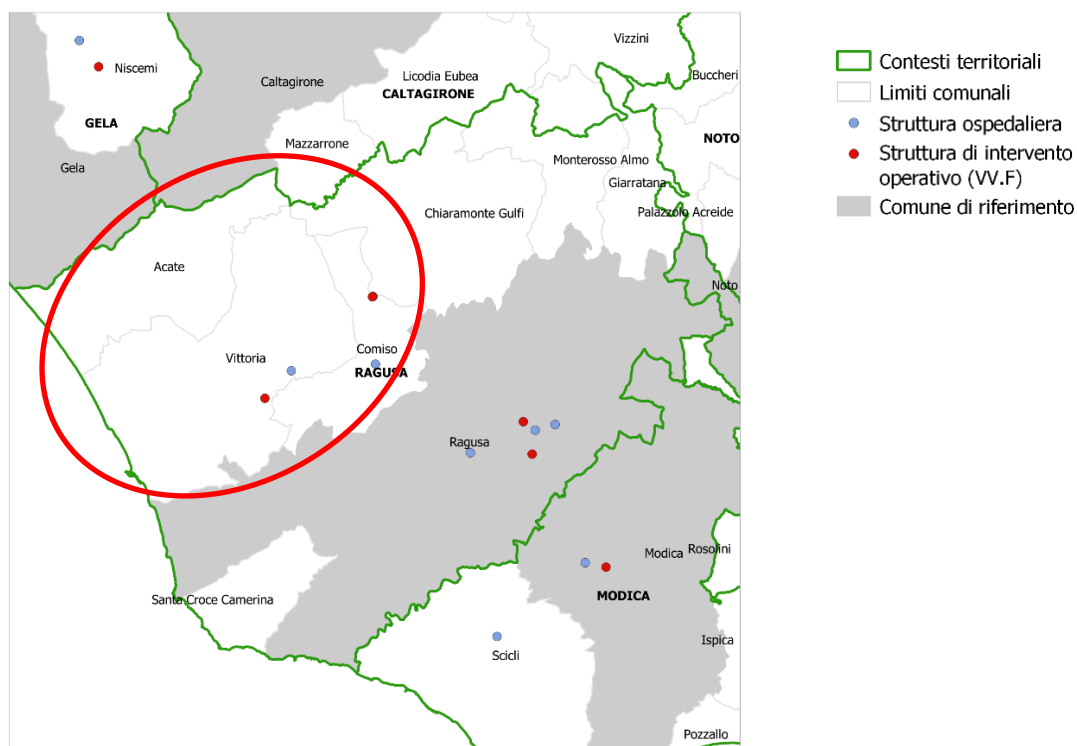 Vizzini
Niscemi
Caltagirone
Licodia Eubea
Buccheri
CALTAGIRONE
GELA
NOTO
Mazzarrone
Gela
Monterosso Almo
Giarratana
Chiaramonte Gulfi
Palazzolo Acreide
Acate
Noto
Vittoria
Comiso
RAGUSA
Ragusa
Modica
Rosolini
MODICA
Santa Croce Camerina
Ispica
Scicli
Pozzallo
Contesti territoriali
Limiti comunali
Struttura ospedaliera
Struttura di intervento
operativo (VV.F)
Comune di riferimento